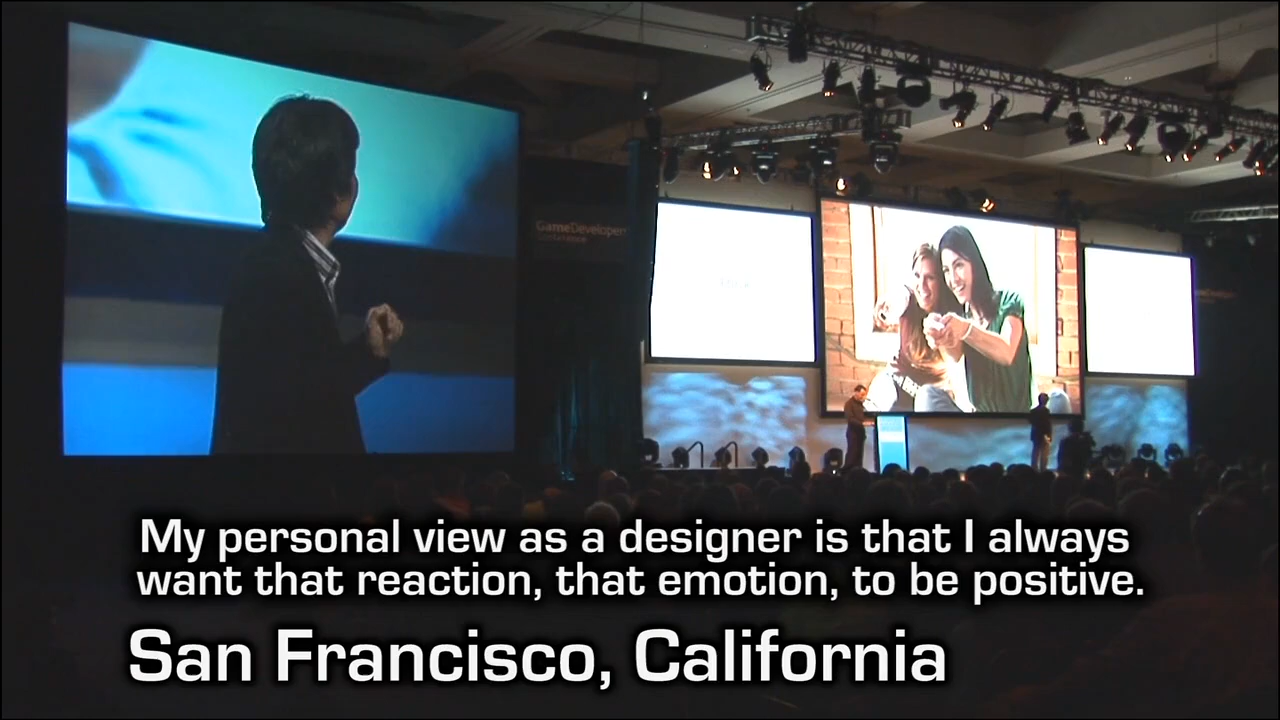 GameDeveloper
Conference
My personal view as a designer is that I always
want that reaction, that emotion, to be positive.
San Francisco, California